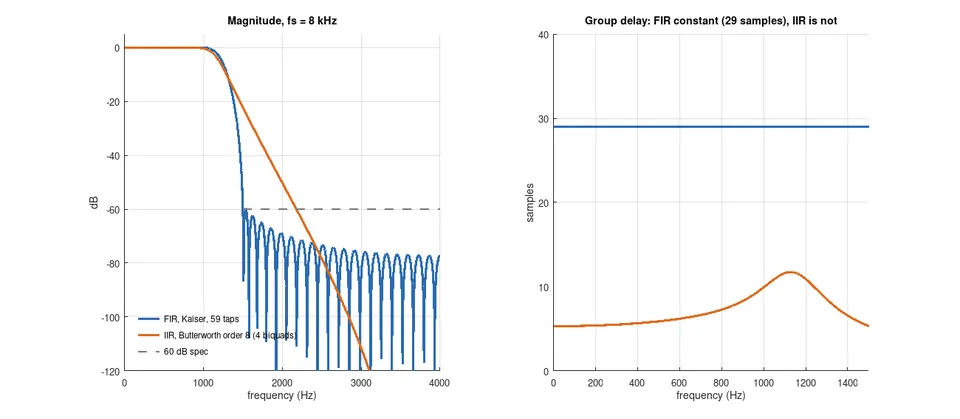 Magnitude, fs = 8 kHz
0
-20
-40
-60
-80
-100
-120
dB
FIR, Kaiser, 59 taps
IIR, Butterworth order 8 (4 biquads)
60 dB spec
0 1000 2000 3000 4000
frequency (Hz)
Group delay: FIR constant (29 samples), IIR is not
40
30
20
10
0
samples
0 200 400 600 800 1000 1200 1400
frequency (Hz)